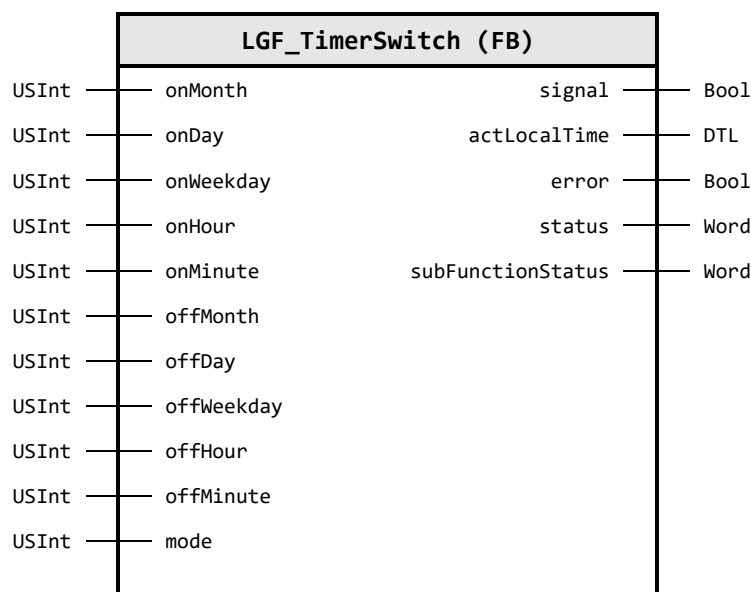 LGF_TimerSwitch (FB)
USInt onMonth signal Bool
USInt onDay actLocalTime DTL
USInt onWeekday error Bool
USInt onHour status Word
USInt onMinute subFunctionStatus Word
USInt offMonth
USInt offDay
USInt offWeekday
USInt offHour
USInt offMinute
USInt mode